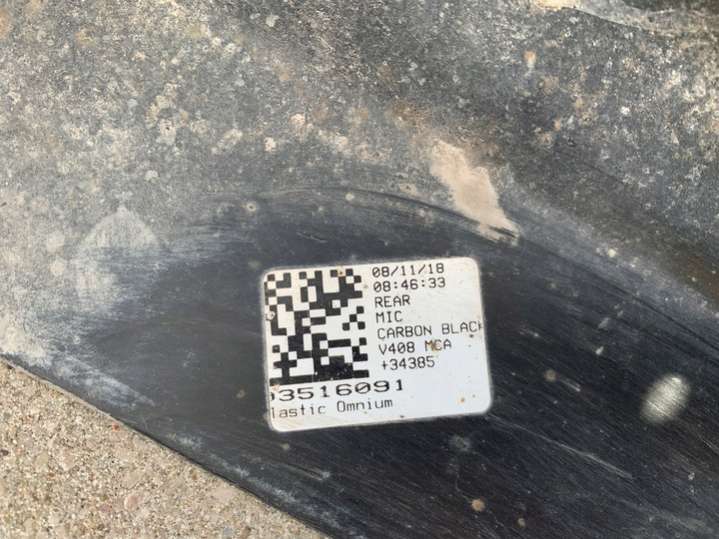 08/11/18
08:46:33
REAR
MIC
CARBON BLACK
V408 MCA
+34385
3516091
lastic Omnium